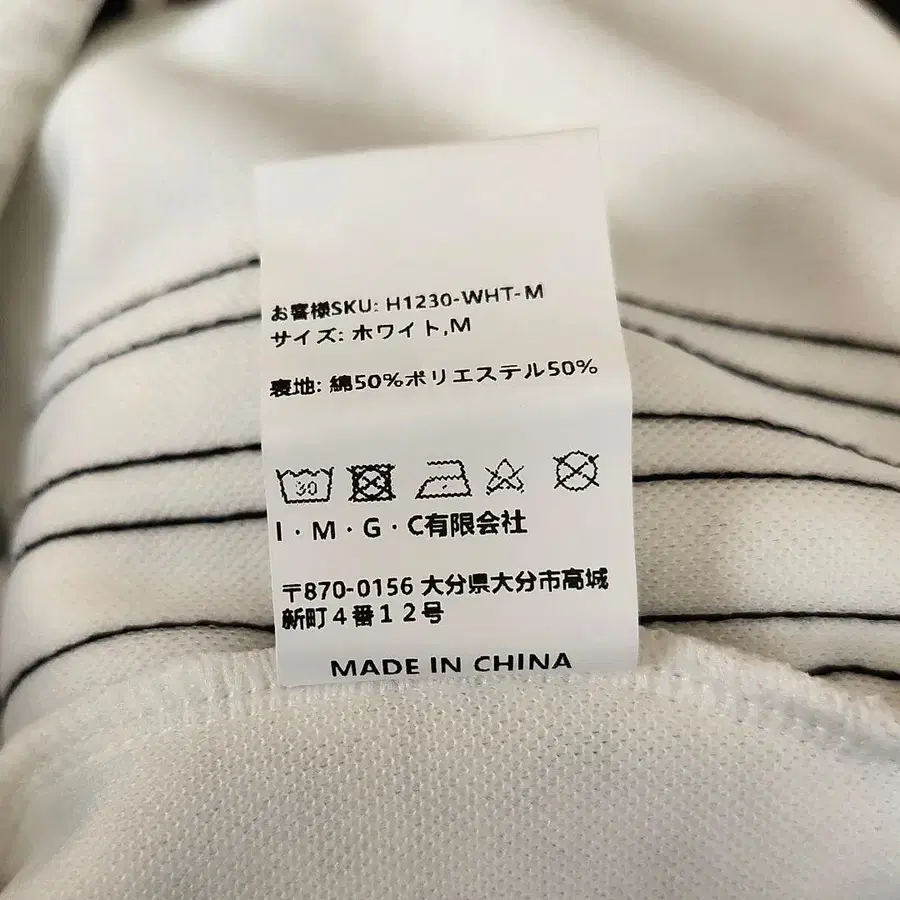 お客様SKU: H1230-WHT-M
サイズ: ホワイト,M
表地: 綿50%ポリエステル50%
30
I・M・G・C有限会社
〒870-0156 大分県大分市高城
新町4番12号
MADE IN CHINA